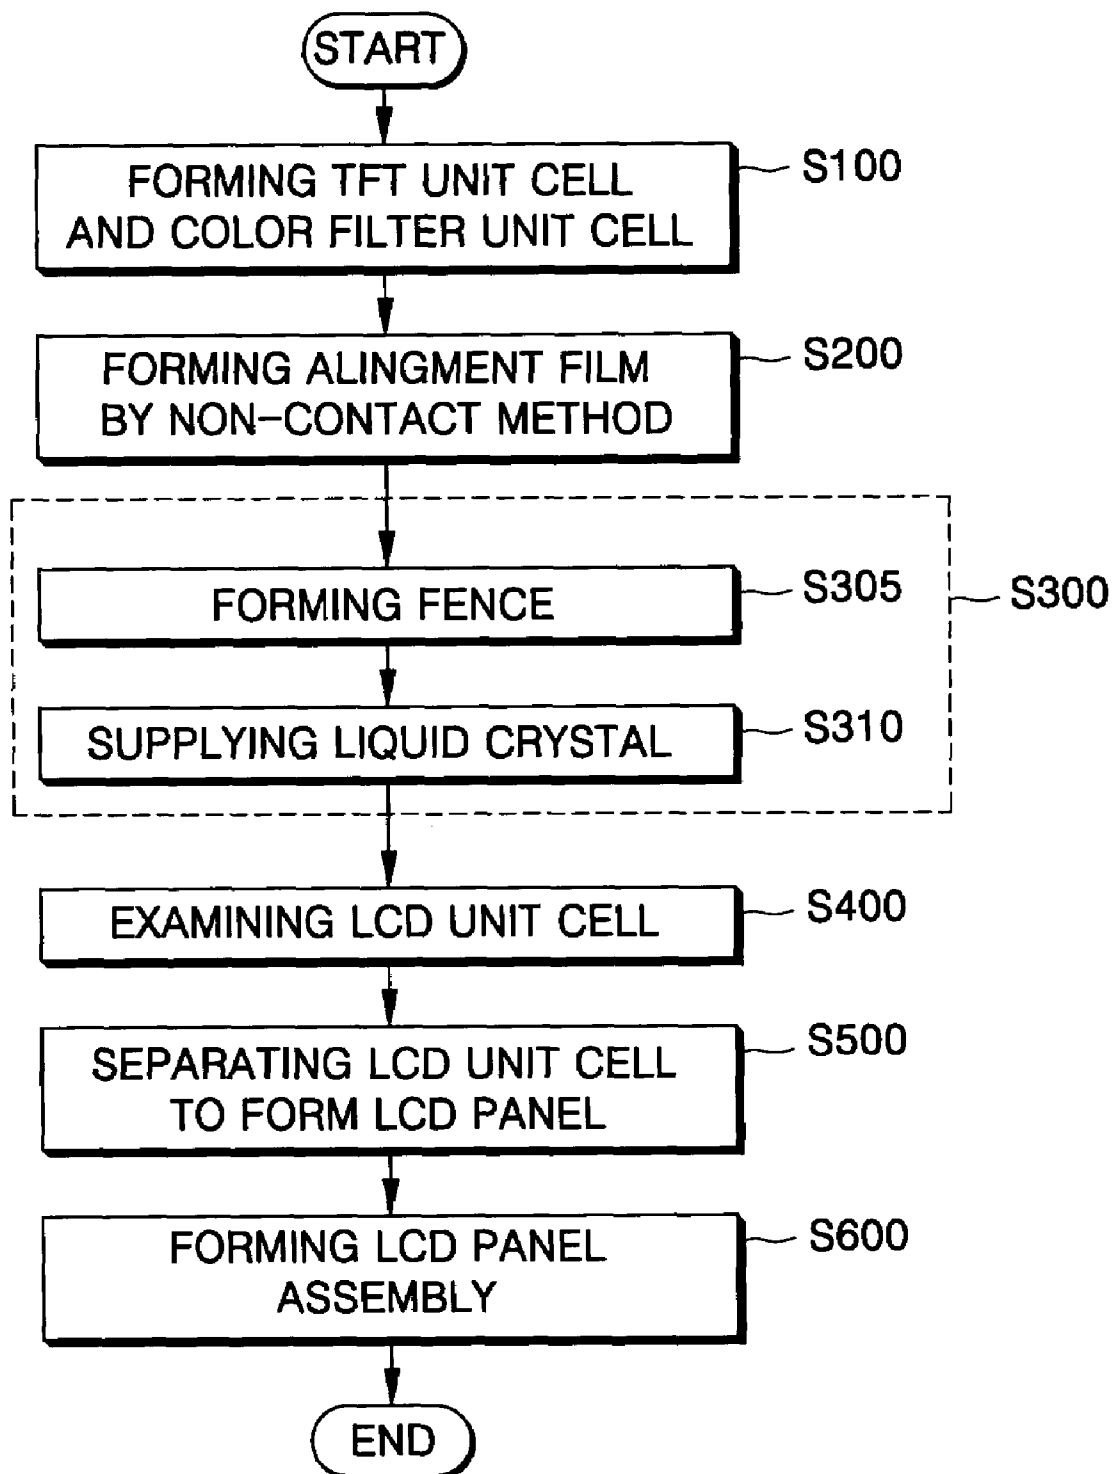 START
FORMING TFT UNIT CELL
AND COLOR FILTER UNIT CELL
S100
FORMING ALINGMENT FILM
BY NON-CONTACT METHOD
S200
FORMING FENCE
S305
S300
SUPPLYING LIQUID CRYSTAL
S310
EXAMINING LCD UNIT CELL
S400
SEPARATING LCD UNIT CELL
TO FORM LCD PANEL
S500
FORMING LCD PANEL
ASSEMBLY
S600
END